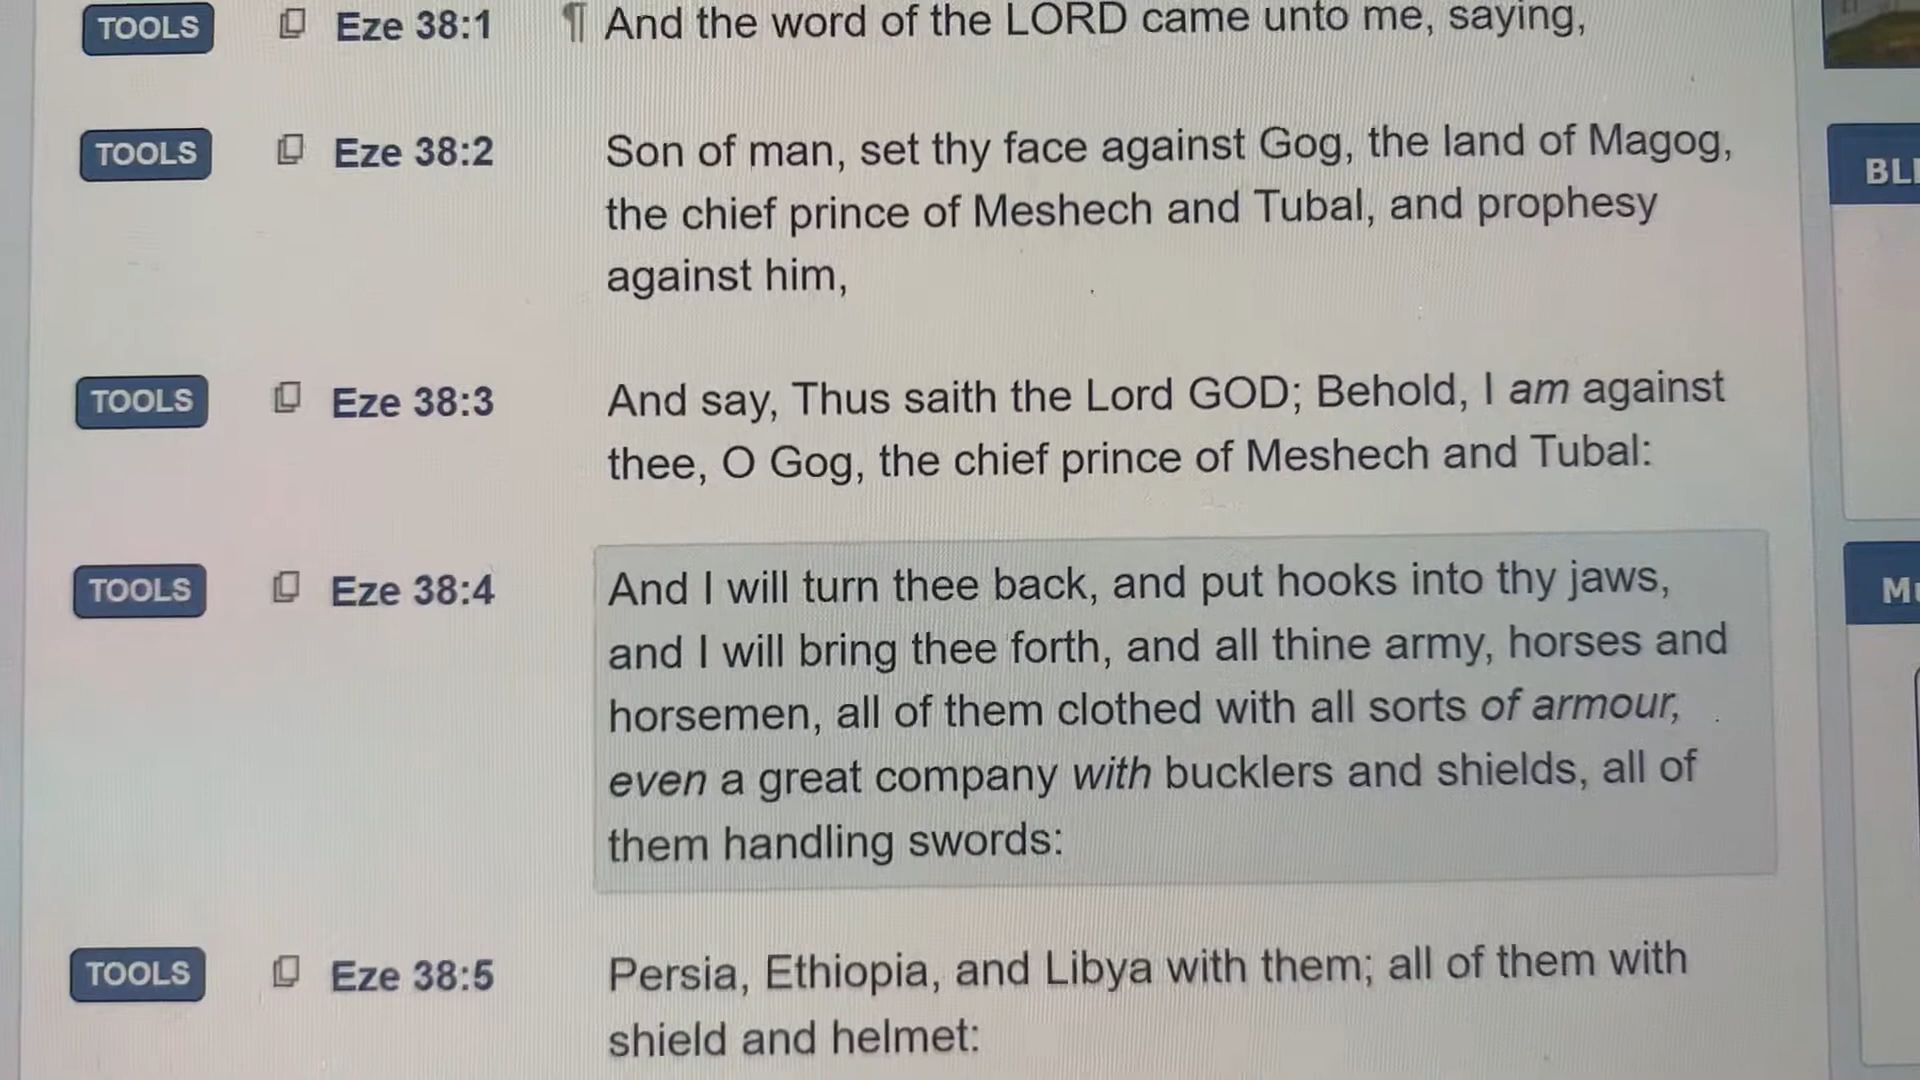 TOOLS Eze 38:1 ¶ And the word of the LORD came unto me, saying,
TOOLS Eze 38:2 Son of man, set thy face against Gog, the land of Magog,
the chief prince of Meshech and Tubal, and prophesy
against him,
TOOLS Eze 38:3 And say, Thus saith the Lord GOD; Behold, I am against
thee, O Gog, the chief prince of Meshech and Tubal:
TOOLS Eze 38:4 And I will turn thee back, and put hooks into thy jaws,
and I will bring thee forth, and all thine army, horses and
horsemen, all of them clothed with all sorts of armour,
even a great company with bucklers and shields, all of
them handling swords:
TOOLS Eze 38:5 Persia, Ethiopia, and Libya with them; all of them with
shield and helmet: